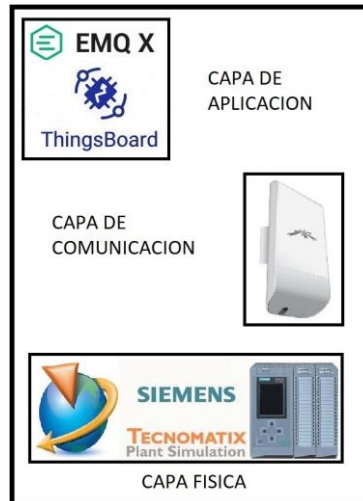 EMQ X
ThingsBoard
CAPA DE
APLICACION
CAPA DE
COMUNICACION
SIEMENS
TECNOMATIX
Plant Simulation
CAPA FISICA